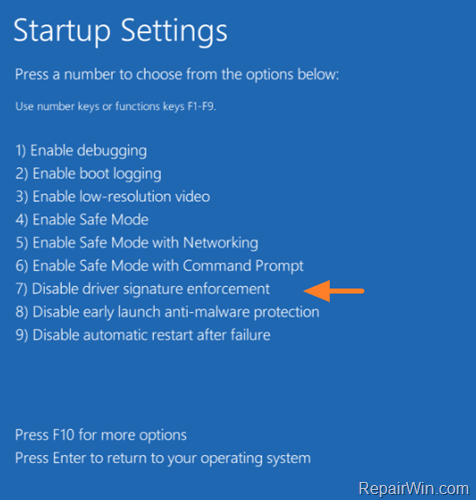 Startup Settings
Press a number to choose from the options below:
Use number keys or functions keys F1-F9.
1) Enable debugging
2) Enable boot logging
3) Enable low-resolution video
4) Enable Safe Mode
5) Enable Safe Mode with Networking
6) Enable Safe Mode with Command Prompt
7) Disable driver signature enforcement
8) Disable early launch anti-malware protection
9) Disable automatic restart after failure
Press F10 for more options
Press Enter to return to your operating system
RepairWin.com